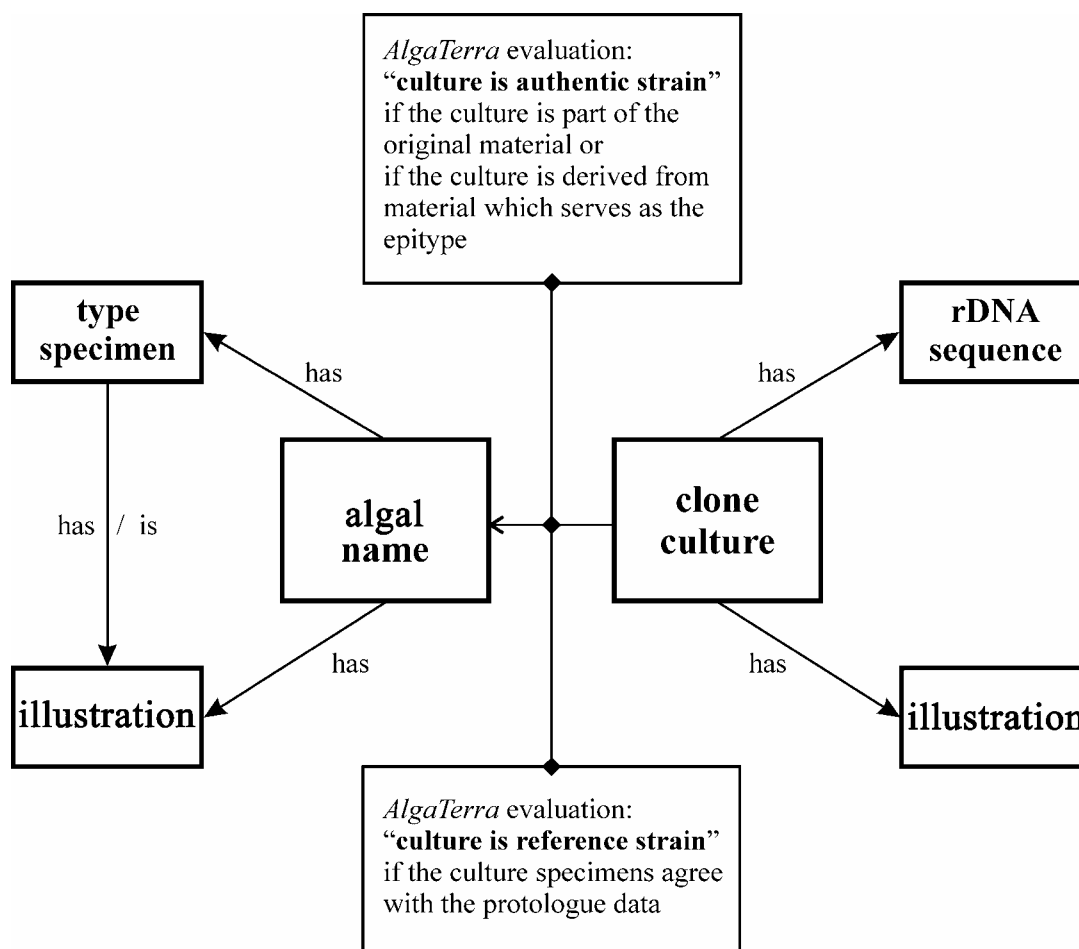 AlgaTerra evaluation:
“culture is authentic strain”
if the culture is part of the
original material or
if the culture is derived from
material which serves as the
epitype
type
specimen
rDNA
sequence
has
has
algal
name
clone
culture
has / is
has
has
illustration
illustration
AlgaTerra evaluation:
“culture is reference strain”
if the culture specimens agree
with the protologue data